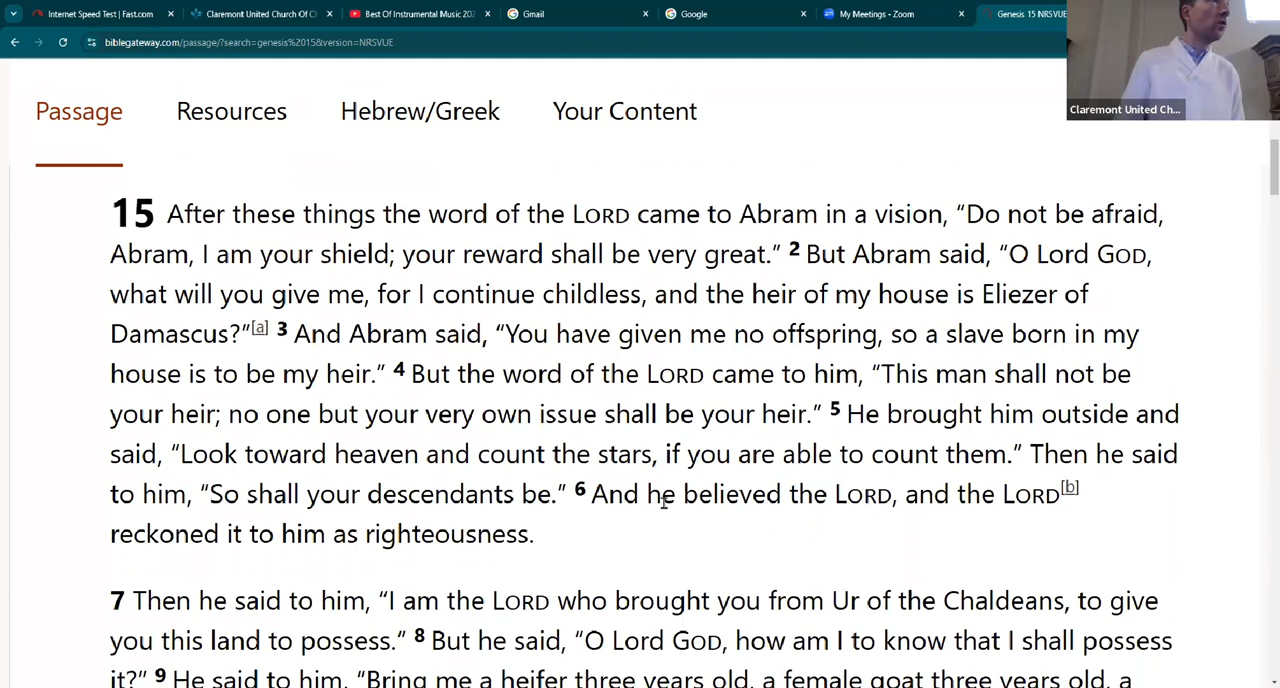 Internet Speed Test | Fast.com
Claremont United Church Of C
Best Of Instrumental Music 202
Gmail
Google
My Meetings - Zoom
Genesis 15 NRSVUE
biblegateway.com/passage/?search=genesis%2015&version=NRSVUE
Claremont United Ch...
Passage
Resources
Hebrew/Greek
Your Content
15 After these things the word of the LORD came to Abram in a vision, “Do not be afraid,
Abram, I am your shield; your reward shall be very great.” 2 But Abram said, “O Lord GOD,
what will you give me, for I continue childless, and the heir of my house is Eliezer of
Damascus?”[a] 3 And Abram said, “You have given me no offspring, so a slave born in my
house is to be my heir.” 4 But the word of the LORD came to him, “This man shall not be
your heir; no one but your very own issue shall be your heir.” 5 He brought him outside and
said, “Look toward heaven and count the stars, if you are able to count them.” Then he said
to him, “So shall your descendants be.” 6 And he believed the LORD, and the LORD[b]
reckoned it to him as righteousness.
7 Then he said to him, “I am the LORD who brought you from Ur of the Chaldeans, to give
you this land to possess.” 8 But he said, “O Lord GOD, how am I to know that I shall possess
it?” 9 He said to him, “Bring me a heifer three years old, a female goat three years old, a